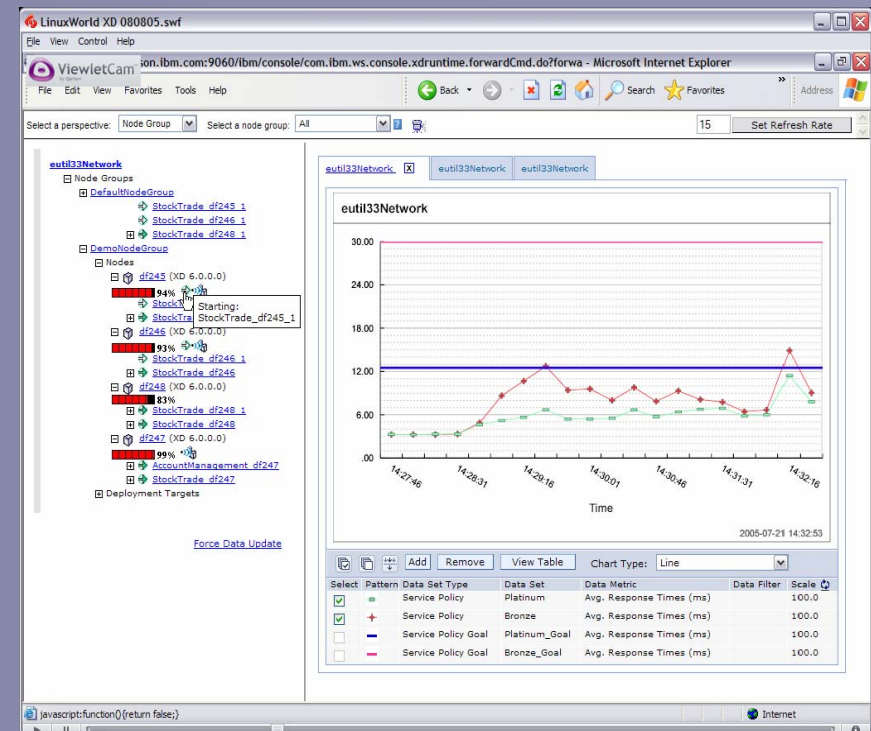 LinuxWorld XD 080805.swf
File View Control Help
ViewletCam
by Qarbon
son.ibm.com:9060/ibm/console/com.ibm.ws.console.xdruntime.forwardCmd.do?forwa - Microsoft Internet Explorer
File Edit View Favorites Tools Help
Back
Search
Favorites
»
Address
Select a perspective: Node Group Select a node group: All ? 15 Set Refresh Rate
eutil33Network
Node Groups
DefaultNodeGroup
StockTrade_df245_1
StockTrade_df246_1
StockTrade_df248_1
DemoNodeGroup
Nodes
df245 (XD 6.0.0.0)
94%
Starting:
StockTrade_df245_1
df246 (XD 6.0.0.0)
93%
StockTrade_df246_1
StockTrade_df246
df248 (XD 6.0.0.0)
83%
StockTrade_df248_1
StockTrade_df248
df247 (XD 6.0.0.0)
99%
AccountManagement_df247
StockTrade_df247
Deployment Targets
Force Data Update
eutil33Network X eutil33Network eutil33Network
eutil33Network
30.00
24.00
18.00
12.00
6.00
.00
14:27:46 14:28:31 14:29:16 14:30:01 14:30:46 14:31:31 14:32:16
Time
2005-07-21 14:32:53
Add Remove View Table Chart Type: Line
Select Pattern Data Set Type Data Set Data Metric Data Filter Scale
Service Policy Platinum Avg. Response Times (ms) 100.0
Service Policy Bronze Avg. Response Times (ms) 100.0
Service Policy Goal Platinum_Goal Avg. Response Times (ms) 100.0
Service Policy Goal Bronze_Goal Avg. Response Times (ms) 100.0
javascript:function(){return false;}
Internet